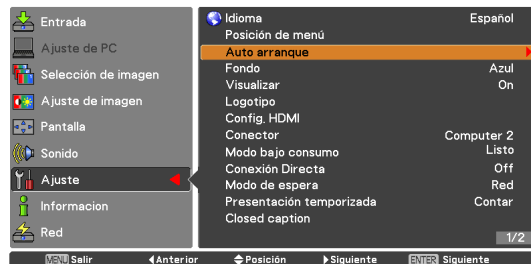 Entrada
Ajuste de PC
Selección de imagen
Ajuste de imagen
Pantalla
Sonido
Ajuste
Informacion
Red
Idioma Español
Posición de menú
Auto arranque
Fondo Azul
Visualizar On
Logotipo
Config. HDMI
Conector Computer 2
Modo bajo consumo Listo
Conexión Directa Off
Modo de espera Red
Presentación temporizada Contar
Closed caption
1/2
MENU Salir Anterior Posición Siguiente ENTER Siguiente